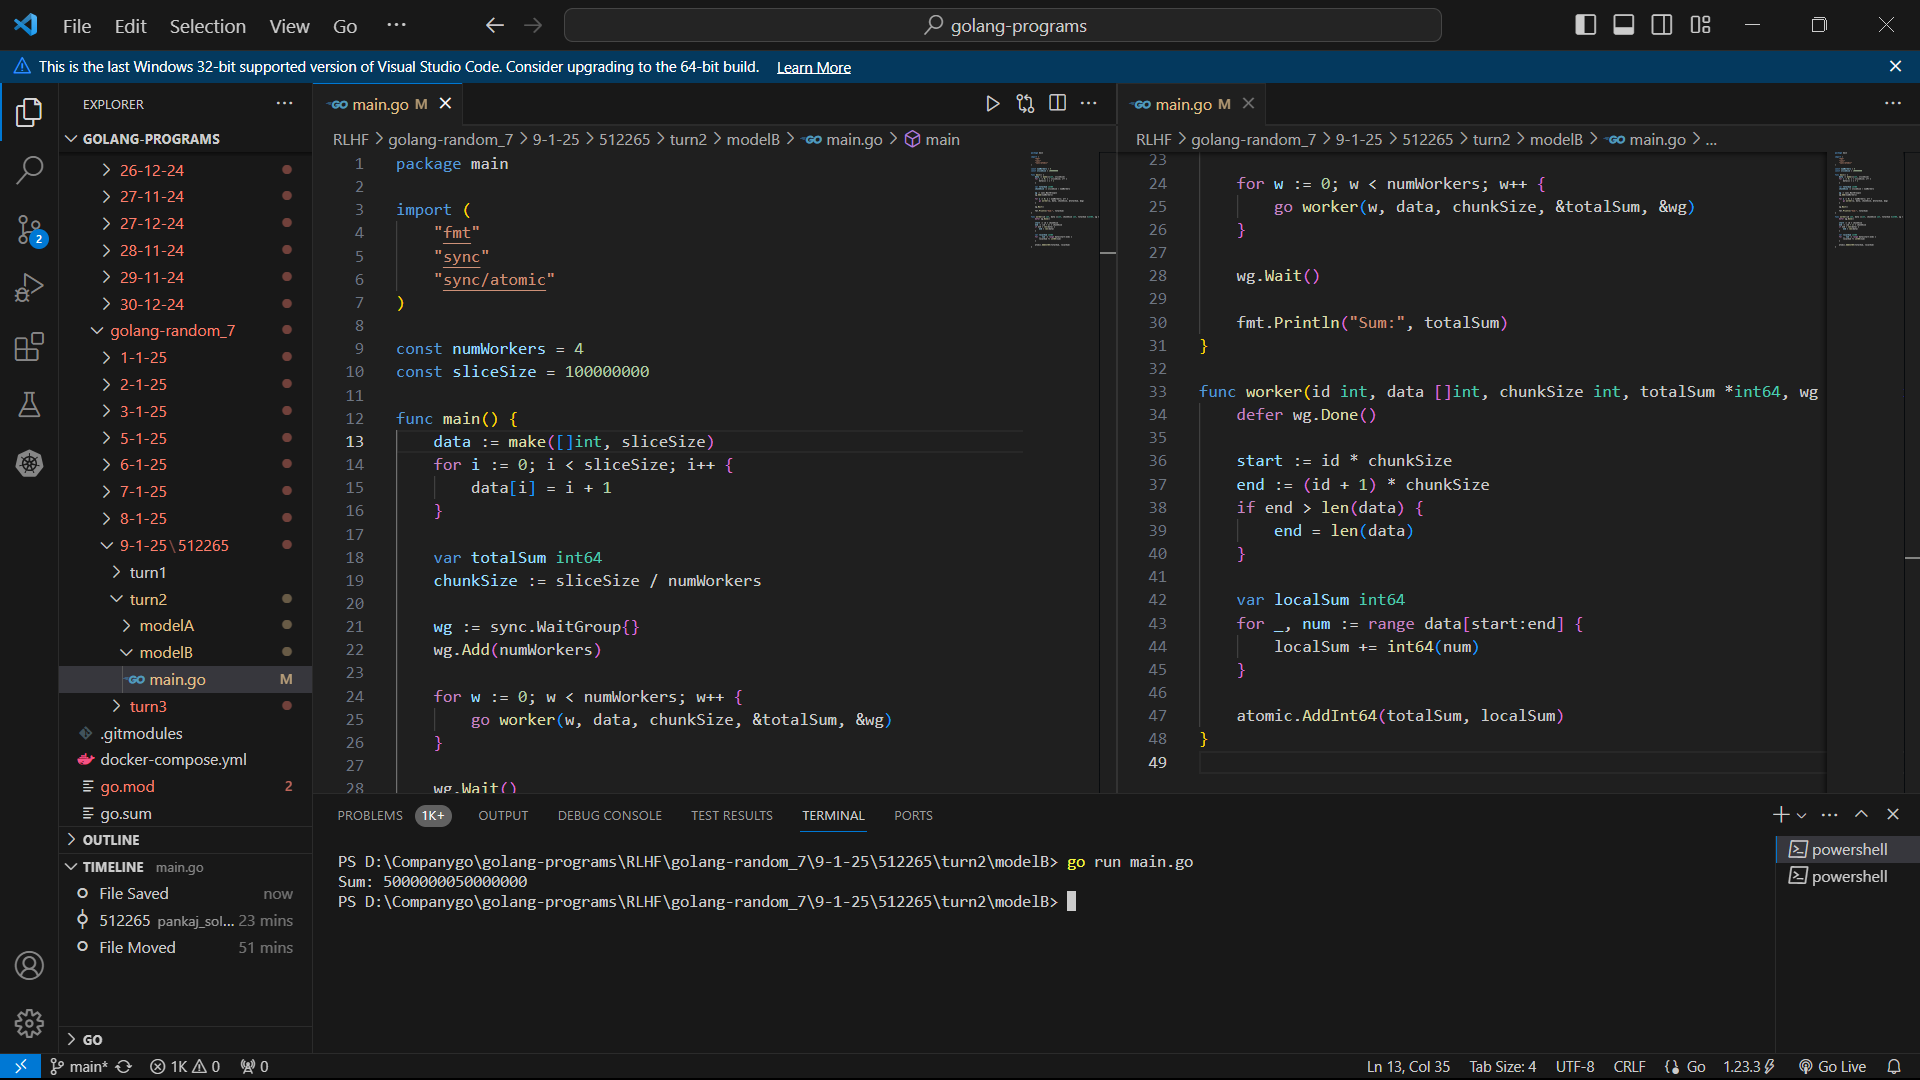 File Edit Selection View Go ···
golang-programs
This is the last Windows 32-bit supported version of Visual Studio Code. Consider upgrading to the 64-bit build. Learn More
EXPLORER
GOLANG-PROGRAMS
26-12-24
27-11-24
27-12-24
28-11-24
29-11-24
30-12-24
golang-random_7
1-1-25
2-1-25
3-1-25
5-1-25
6-1-25
7-1-25
8-1-25
9-1-25\512265
turn1
turn2
modelA
modelB
main.go M
turn3
.gitmodules
docker-compose.yml
go.mod 2
go.sum
OUTLINE
TIMELINE main.go
File Saved now
512265 pankaj_sol... 23 mins
File Moved 51 mins
GO
2
main.go M
RLHF > golang-random_7 > 9-1-25 > 512265 > turn2 > modelB > main.go > main
1 package main
2
3 import (
4 "fmt"
5 "sync"
6 "sync/atomic"
7 )
8
9 const numWorkers = 4
10 const sliceSize = 100000000
11
12 func main() {
13 data := make([]int, sliceSize)
14 for i := 0; i < sliceSize; i++ {
15 data[i] = i + 1
16 }
17
18 var totalSum int64
19 chunkSize := sliceSize / numWorkers
20
21 wg := sync.WaitGroup{}
22 wg.Add(numWorkers)
23
24 for w := 0; w < numWorkers; w++ {
25 go worker(w, data, chunkSize, &totalSum, &wg)
26 }
27
28 wg.Wait()
main.go M
RLHF > golang-random_7 > 9-1-25 > 512265 > turn2 > modelB > main.go > ...
23
24 for w := 0; w < numWorkers; w++ {
25 go worker(w, data, chunkSize, &totalSum, &wg)
26 }
27
28 wg.Wait()
29
30 fmt.Println("Sum:", totalSum)
31 }
32
33 func worker(id int, data []int, chunkSize int, totalSum *int64, wg
34 defer wg.Done()
35
36 start := id * chunkSize
37 end := (id + 1) * chunkSize
38 if end > len(data) {
39 end = len(data)
40 }
41
42 var localSum int64
43 for _, num := range data[start:end] {
44 localSum += int64(num)
45 }
46
47 atomic.AddInt64(totalSum, localSum)
48 }
49
PROBLEMS 1K+ OUTPUT DEBUG CONSOLE TEST RESULTS TERMINAL PORTS
PS D:\Companygo\golang-programs\RLHF\golang-random_7\9-1-25\512265\turn2\modelB> go run main.go
Sum: 5000000050000000
PS D:\Companygo\golang-programs\RLHF\golang-random_7\9-1-25\512265\turn2\modelB>
powershell
powershell
main* 1K 0 0 Ln 13, Col 35 Tab Size: 4 UTF-8 CRLF Go 1.23.3 Go Live